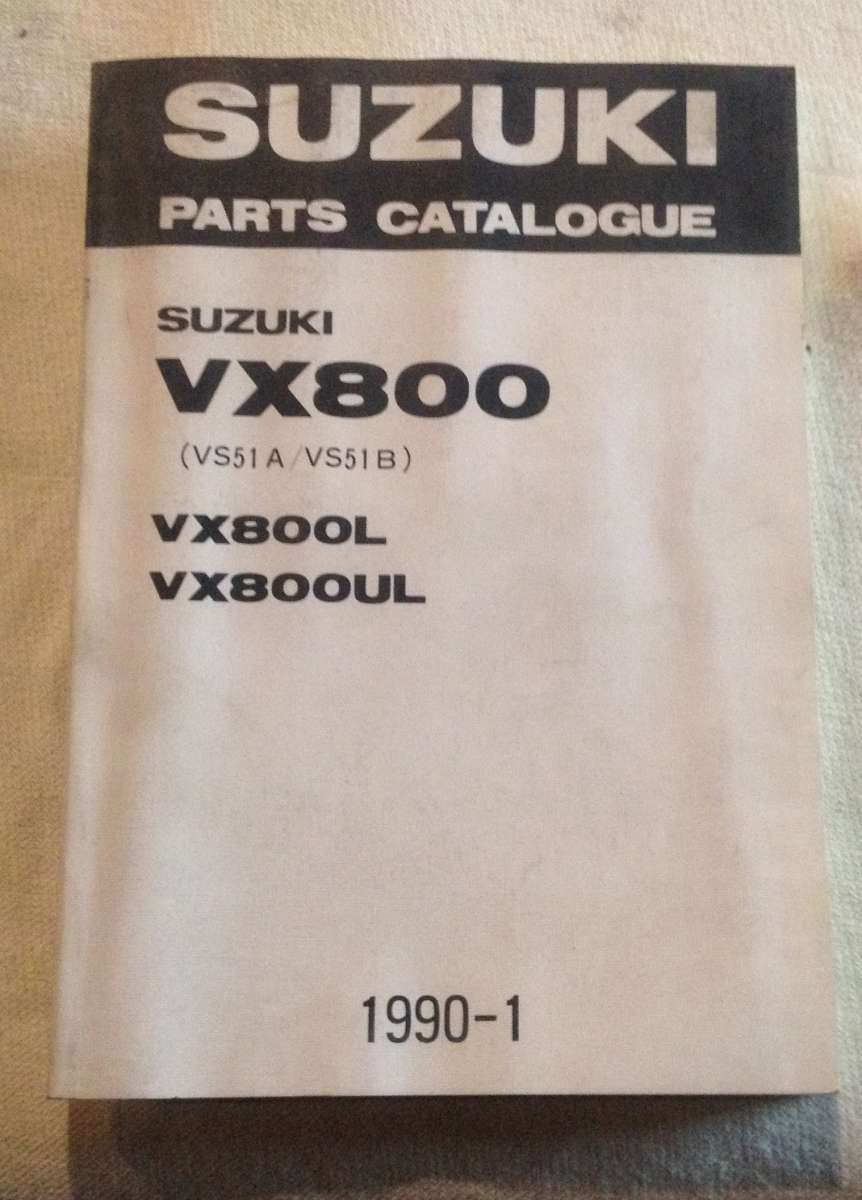 SUZUKI
PARTS CATALOGUE
SUZUKI
VX800
(VS51A/VS51B)
VX800L
VX800UL
1990-1